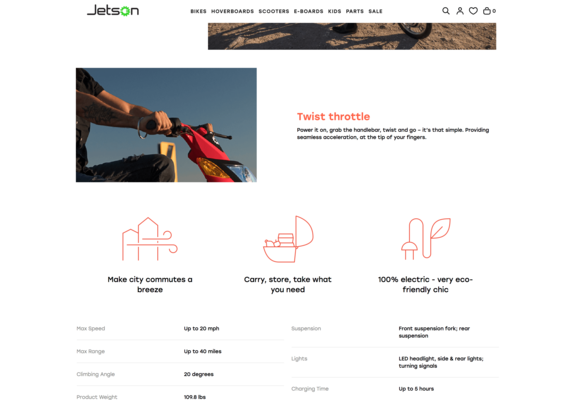 Jetson
BIKES HOVERBOARDS SCOOTERS E-BOARDS KIDS PARTS SALE
0
Twist throttle
Power it on, grab the handlebar, twist and go – it's that simple. Providing
seamless acceleration, at the tip of your fingers.
Make city commutes a
breeze
Carry, store, take what
you need
100% electric - very eco-
friendly chic
Max Speed
Up to 20 mph
Max Range
Up to 40 miles
Climbing Angle
20 degrees
Product Weight
109.8 lbs
Suspension
Front suspension fork; rear
suspension
Lights
LED headlight, side & rear lights;
turning signals
Charging Time
Up to 5 hours